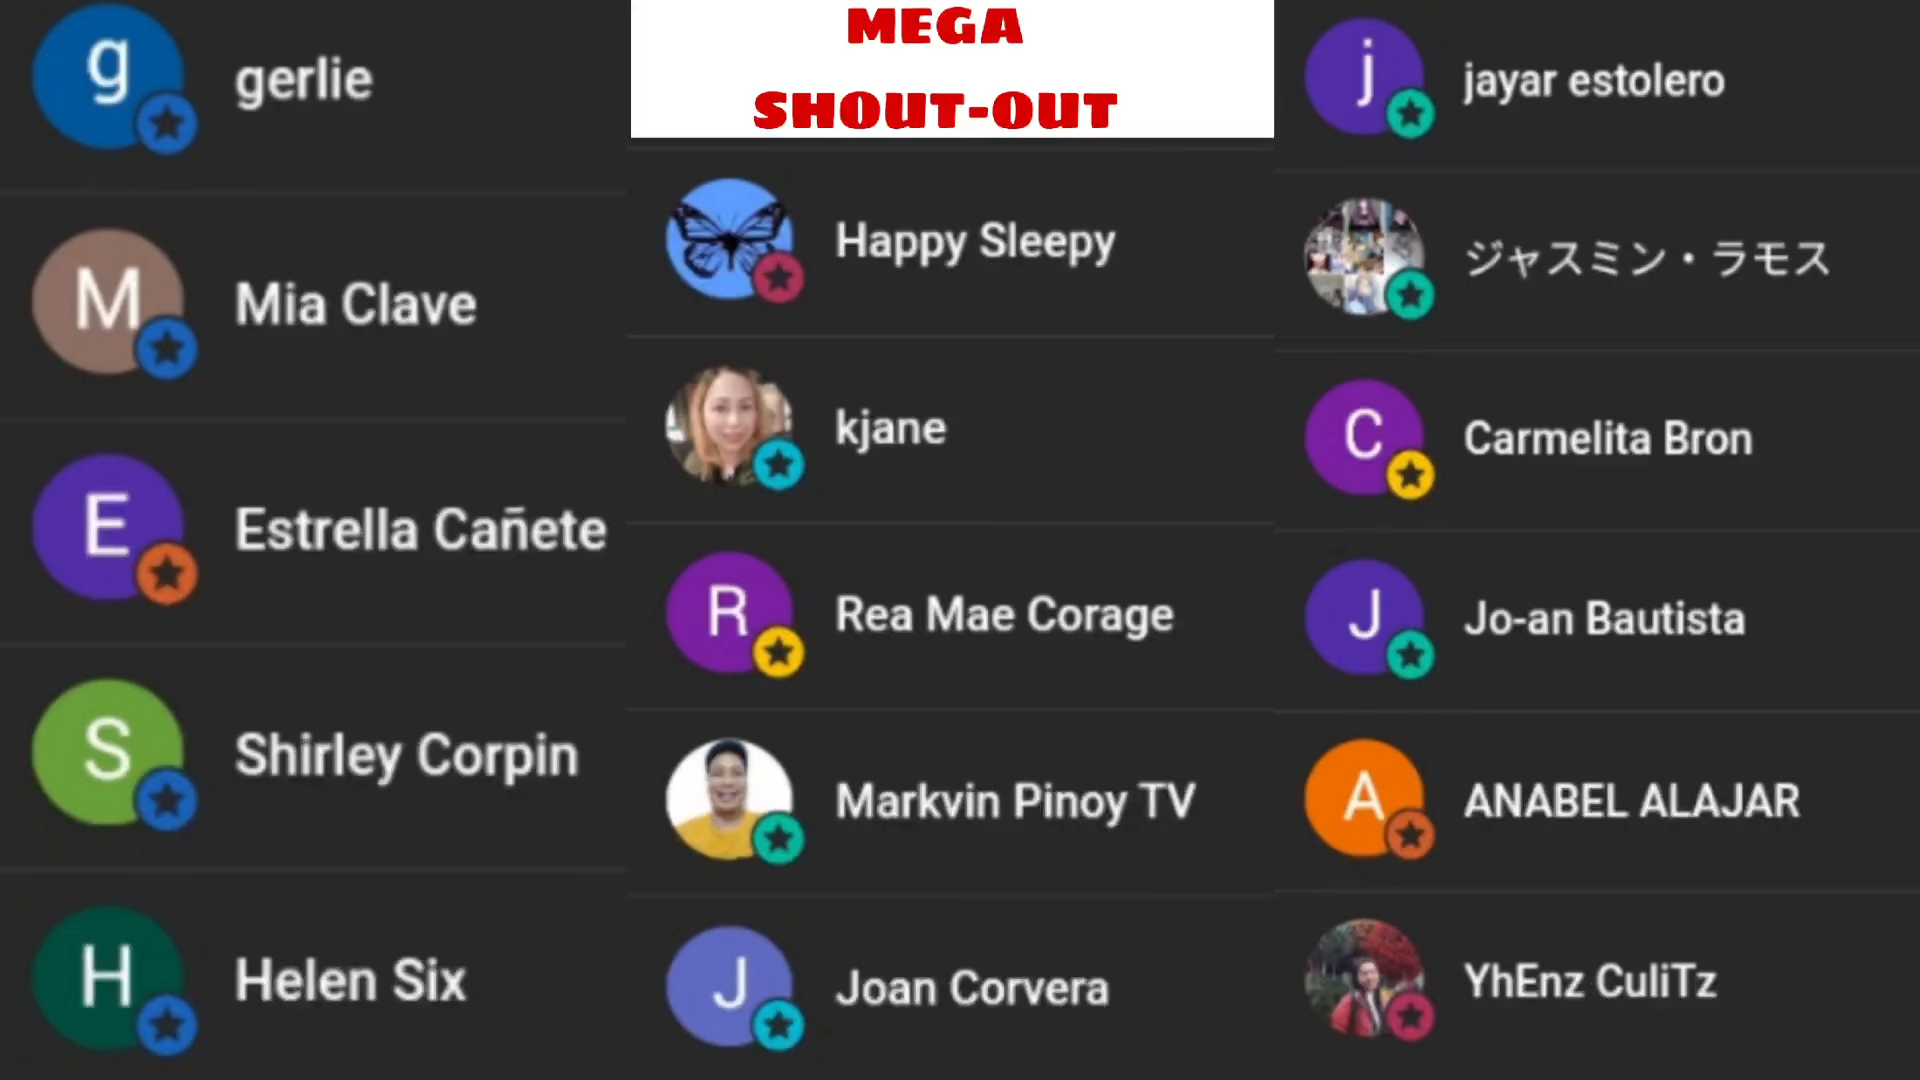 g
gerlie
M
Mia Clave
E
Estrella Cañete
S
Shirley Corpin
H
Helen Six
MEGA
SHOUT-OUT
Happy Sleepy
kjane
R
Rea Mae Corage
Markvin Pinoy TV
J
Joan Corvera
j
jayar estolero
ジャスミン・ラモス
C
Carmelita Bron
J
Jo-an Bautista
A
ANABEL ALAJAR
YhEnz CuliTz